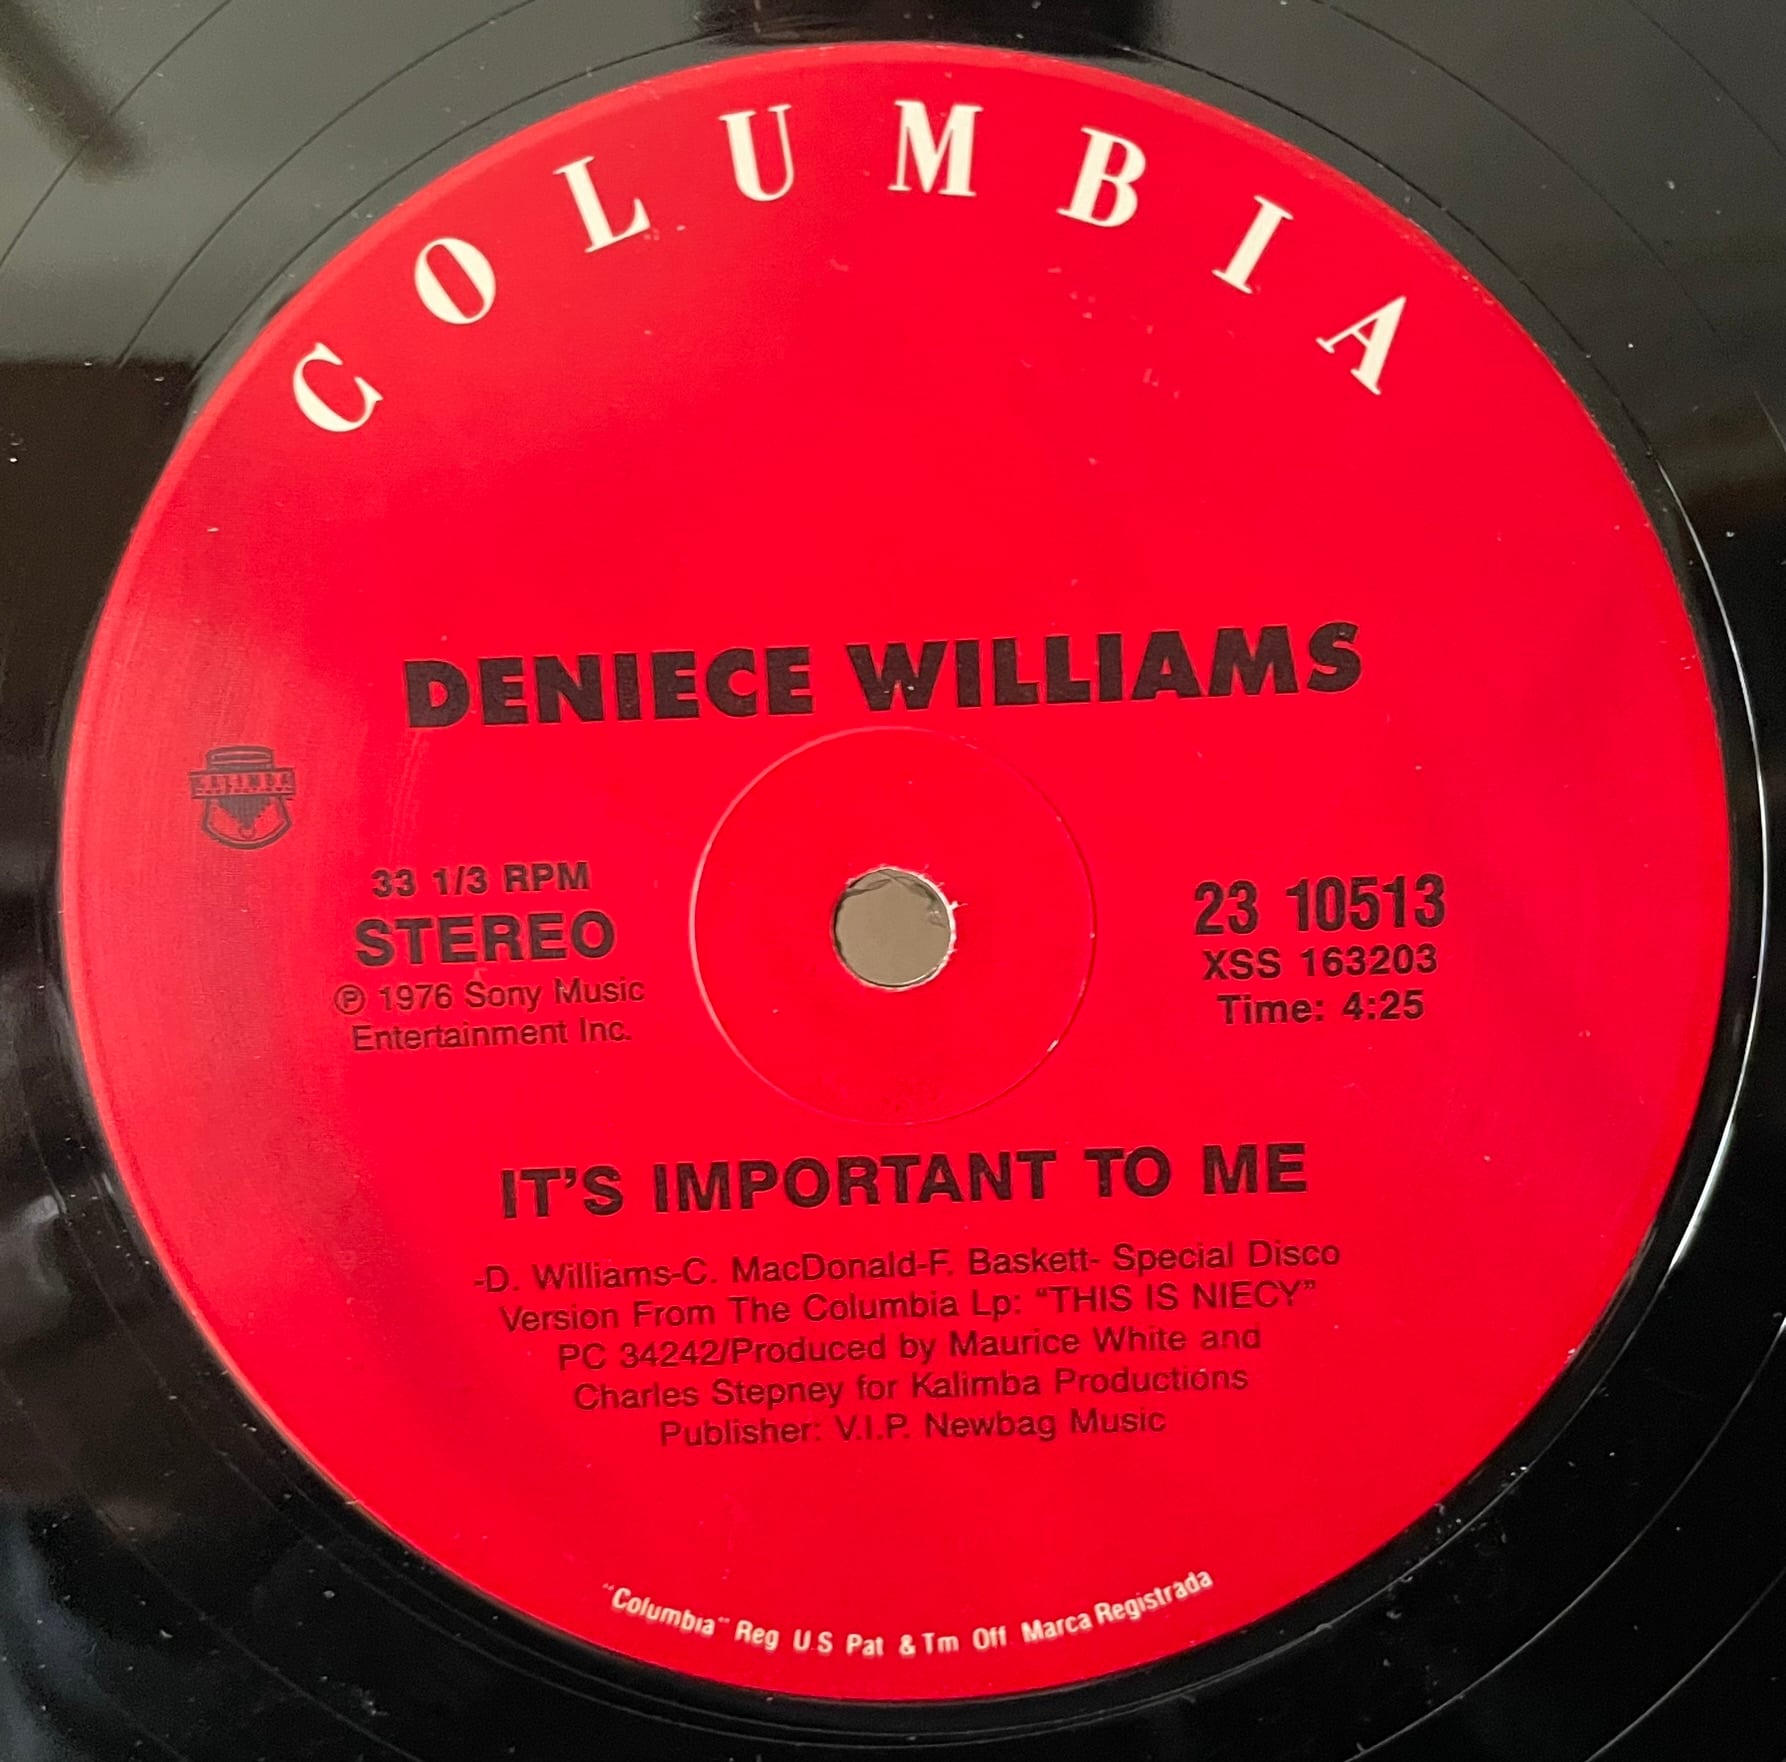 COLUMBIA
DENIECE WILLIAMS
KALIMBA
33 1/3 RPM
STEREO
℗ 1976 Sony Music
Entertainment Inc.
23 10513
XSS 163203
Time: 4:25
IT'S IMPORTANT TO ME
-D. Williams-C. MacDonald-F. Baskett- Special Disco
Version From The Columbia Lp: "THIS IS NIECY"
PC 34242/Produced by Maurice White and
Charles Stepney for Kalimba Productions
Publisher: V.I.P. Newbag Music
"Columbia" Reg U.S Pat & Tm Off Marca Registrada